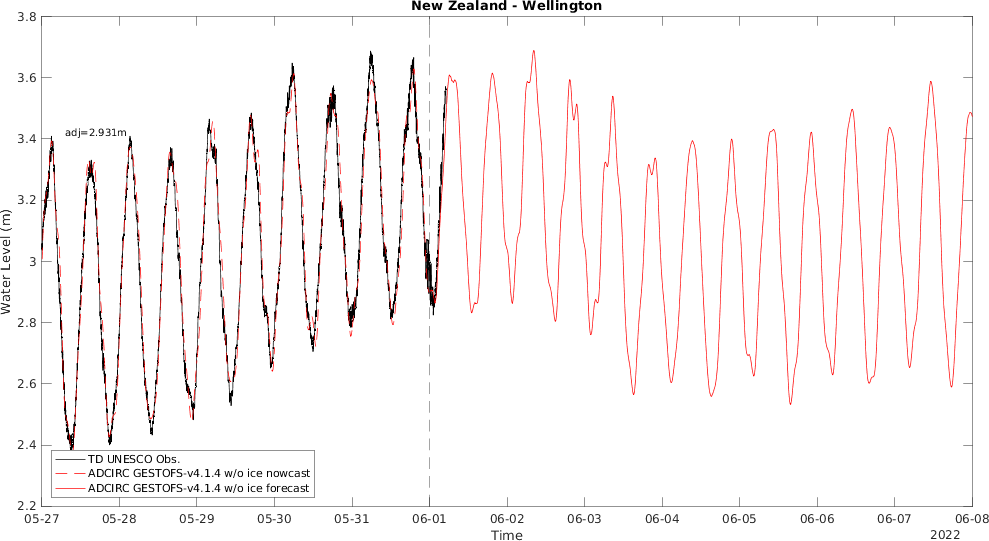 New Zealand - Wellington
3.8
3.6
3.4
3.2
3
2.8
2.6
2.4
2.2
Water Level (m)
adj=2.931m
TD UNESCO Obs.
ADCIRC GESTOFS-v4.1.4 w/o ice nowcast
ADCIRC GESTOFS-v4.1.4 w/o ice forecast
05-27 05-28 05-29 05-30 05-31 06-01 06-02 06-03 06-04 06-05 06-06 06-07 06-08
Time
2022